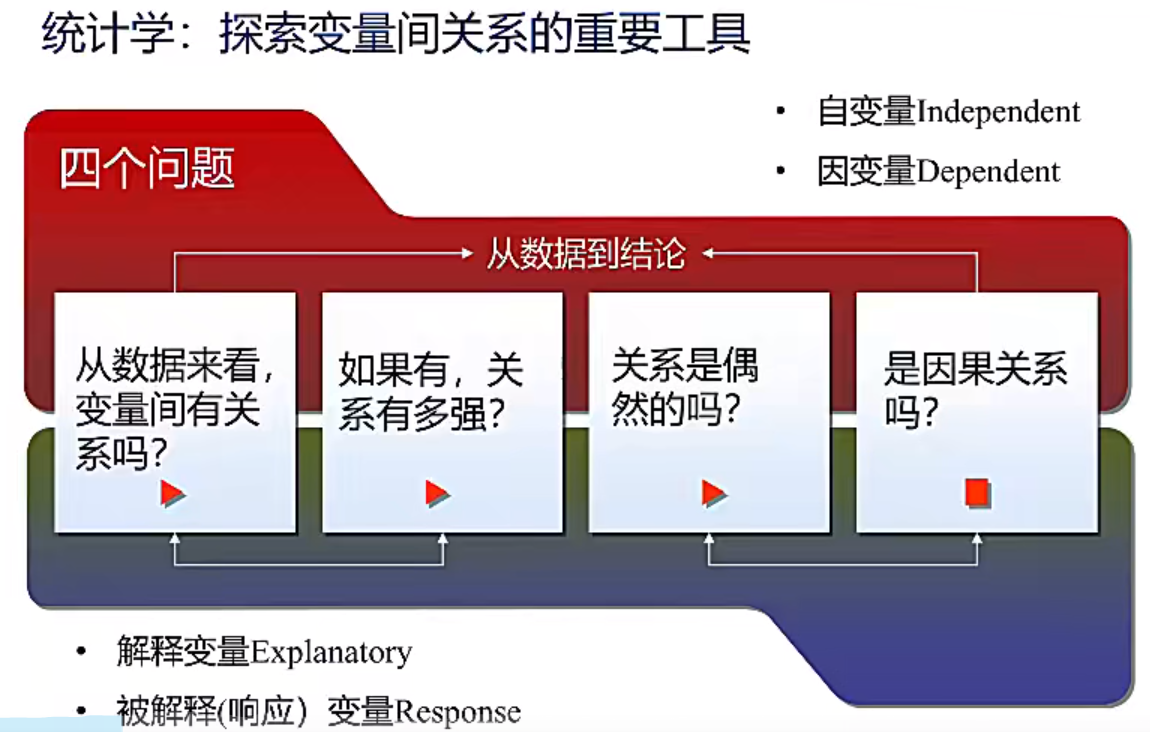 统计学：探索变量间关系的重要工具
• 自变量Independent
• 因变量Dependent
四个问题
从数据到结论
从数据来看，
变量间有关
系吗？
如果有，关
系有多强？
关系是偶
然的吗？
是因果关系
吗？
• 解释变量Explanatory
• 被解释(响应）变量Response